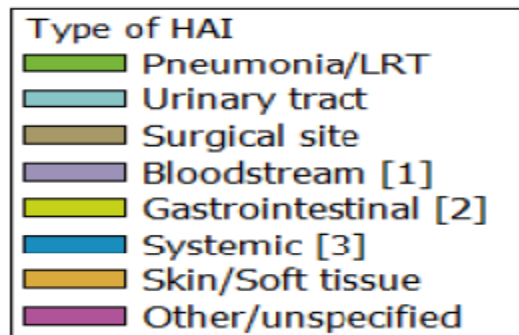 Type of HAI
Pneumonia/LRT
Urinary tract
Surgical site
Bloodstream [1]
Gastrointestinal [2]
Systemic [3]
Skin/Soft tissue
Other/unspecified